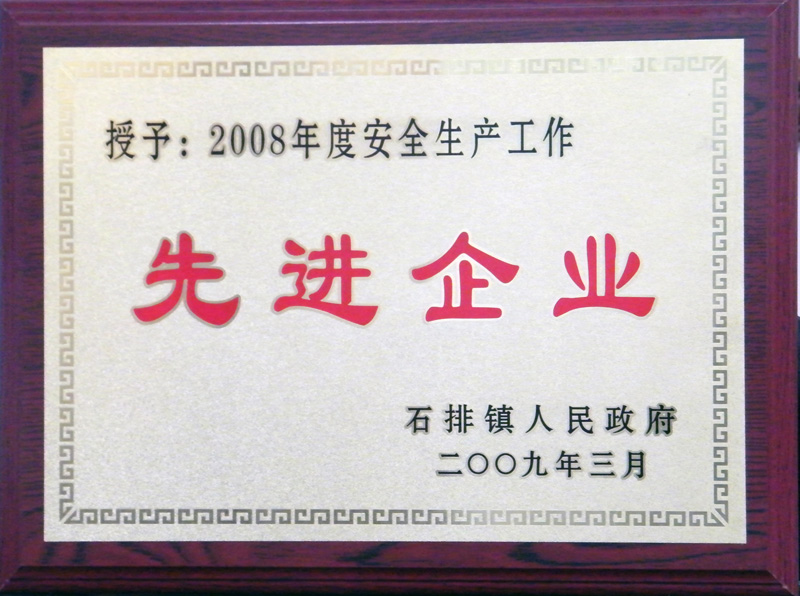 授予：2008年度安全生产工作
先进企业
石排镇人民政府
二〇〇九年三月